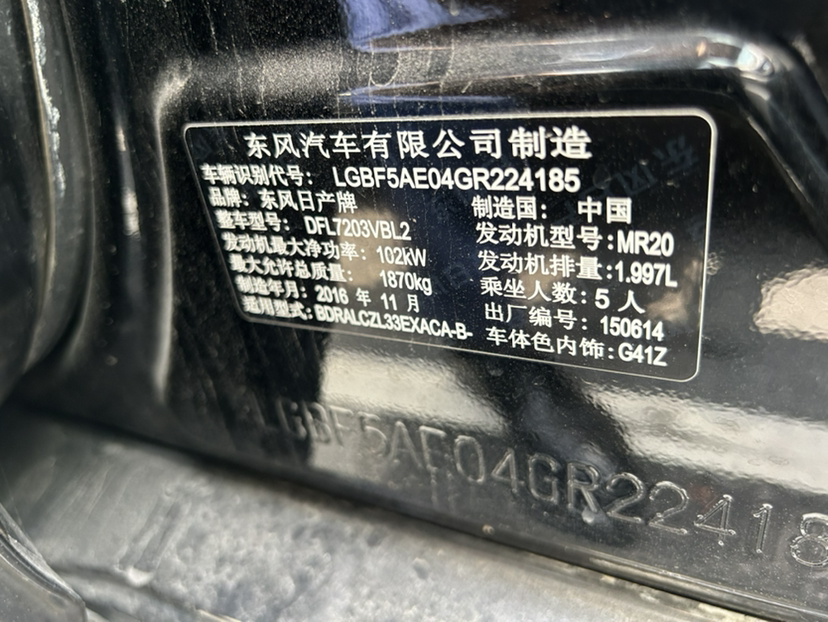 东风汽车有限公司制造
车辆识别代号: LGBF5AE04GR224185
品牌: 东风日产牌 制造国: 中国
整车型号: DFL7203VBL2 发动机型号:MR20
发动机最大净功率: 102kW 发动机排量:1.997L
最大允许总质量: 1870kg 乘坐人数:5 人
制造年月: 2016 年 11 月 出厂编号: 150614
适用型式:BDRALCZL33EXACA-B- 车体色内饰:G41Z
LGBF5AE04GR22418